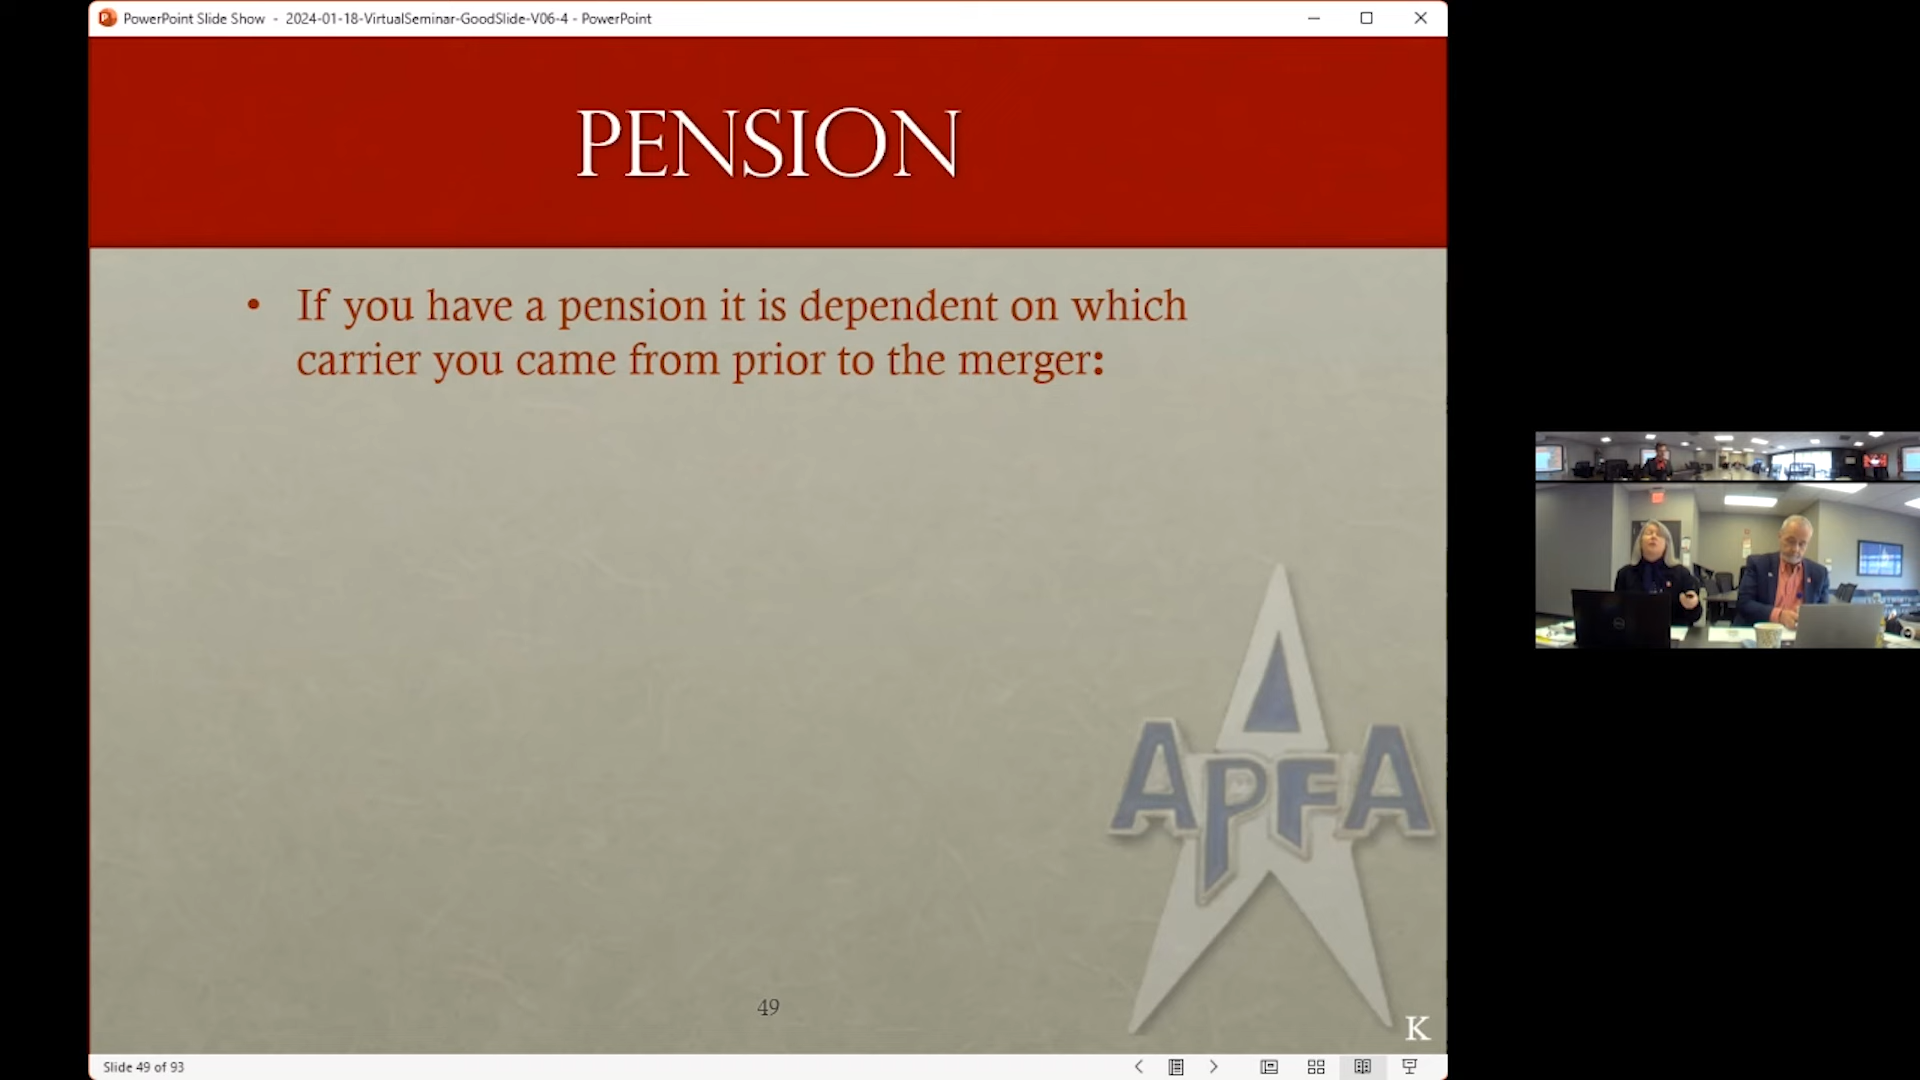 PowerPoint Slide Show - 2024-01-18-VirtualSeminar-GoodSlide-V06-4 - PowerPoint
PENSION
• If you have a pension it is dependent on which
carrier you came from prior to the merger:
APFA
49
K
Slide 49 of 93